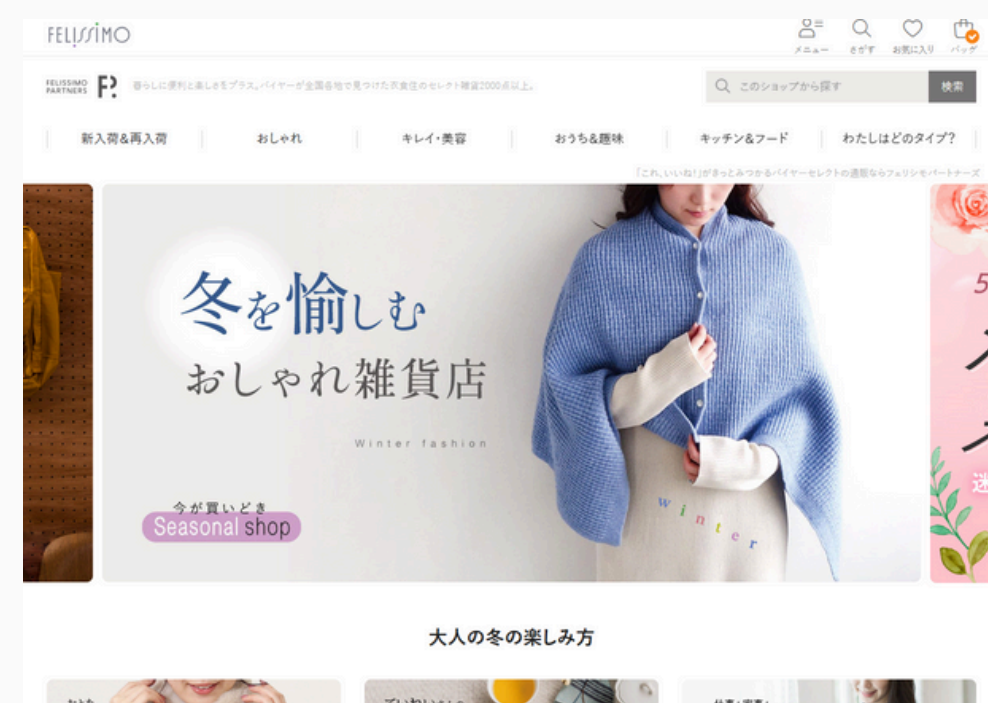 FELISSIMO
メニュー
さがす
お気に入り
バッグ
FELISSIMO
PARTNERS
暮らしに便利と楽しさをプラス。バイヤーが全国各地で見つけた衣食住のセレクト雑貨2000点以上。
このショップから探す
検索
新入荷&再入荷
おしゃれ
キレイ・美容
おうち&趣味
キッチン&フード
わたしはどのタイプ?
「これ、いいね!」がきっとみつかるバイヤーセレクトの通販ならフェリシモパートナーズ
冬を愉しむ
おしゃれ雑貨店
Winter fashion
今が買いどき
Seasonal shop
winter
5
迷
大人の冬の楽しみ方